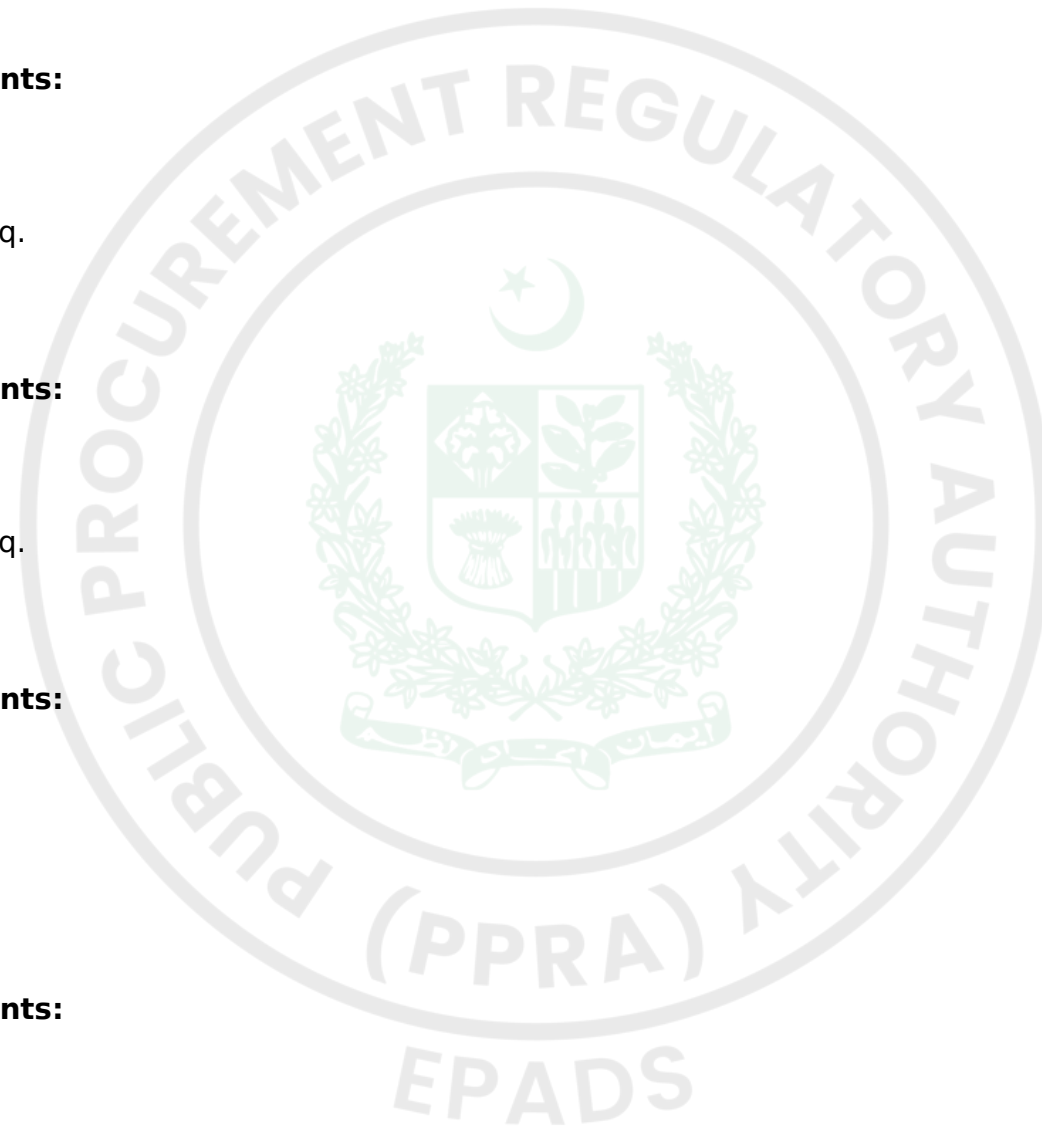 nts:
q.
nts:
q.
nts:
nts:
PUBLIC PROCUREMENT REGULATORY AUTHORITY
(PPRA)
EPADS